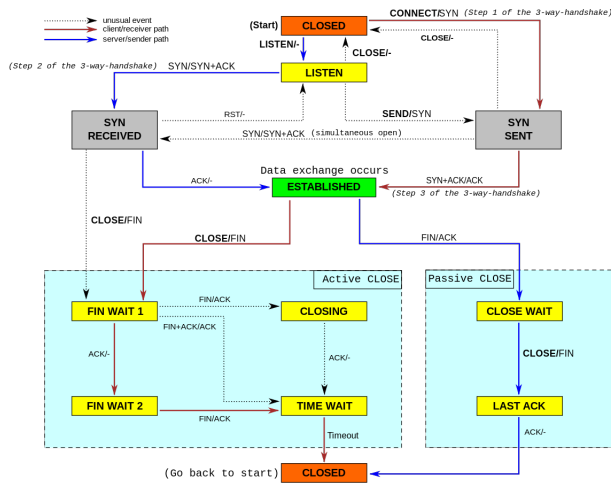 unusual event
client/receiver path
server/sender path
(Start)
CLOSED
CONNECT/SYN (Step 1 of the 3-way-handshake)
LISTEN/-
CLOSE/-
CLOSE/-
(Step 2 of the 3-way-handshake)
SYN/SYN+ACK
LISTEN
SYN
RECEIVED
RST/-
SEND/SYN
SYN
SENT
SYN/SYN+ACK (simultaneous open)
Data exchange occurs
ESTABLISHED
ACK/-
SYN+ACK/ACK
(Step 3 of the 3-way-handshake)
CLOSE/FIN
CLOSE/FIN
FIN/ACK
Active CLOSE
Passive CLOSE
FIN WAIT 1
FIN/ACK
CLOSING
CLOSE WAIT
FIN+ACK/ACK
ACK/-
ACK/-
CLOSE/FIN
FIN WAIT 2
FIN/ACK
TIME WAIT
LAST ACK
Timeout
ACK/-
(Go back to start)
CLOSED